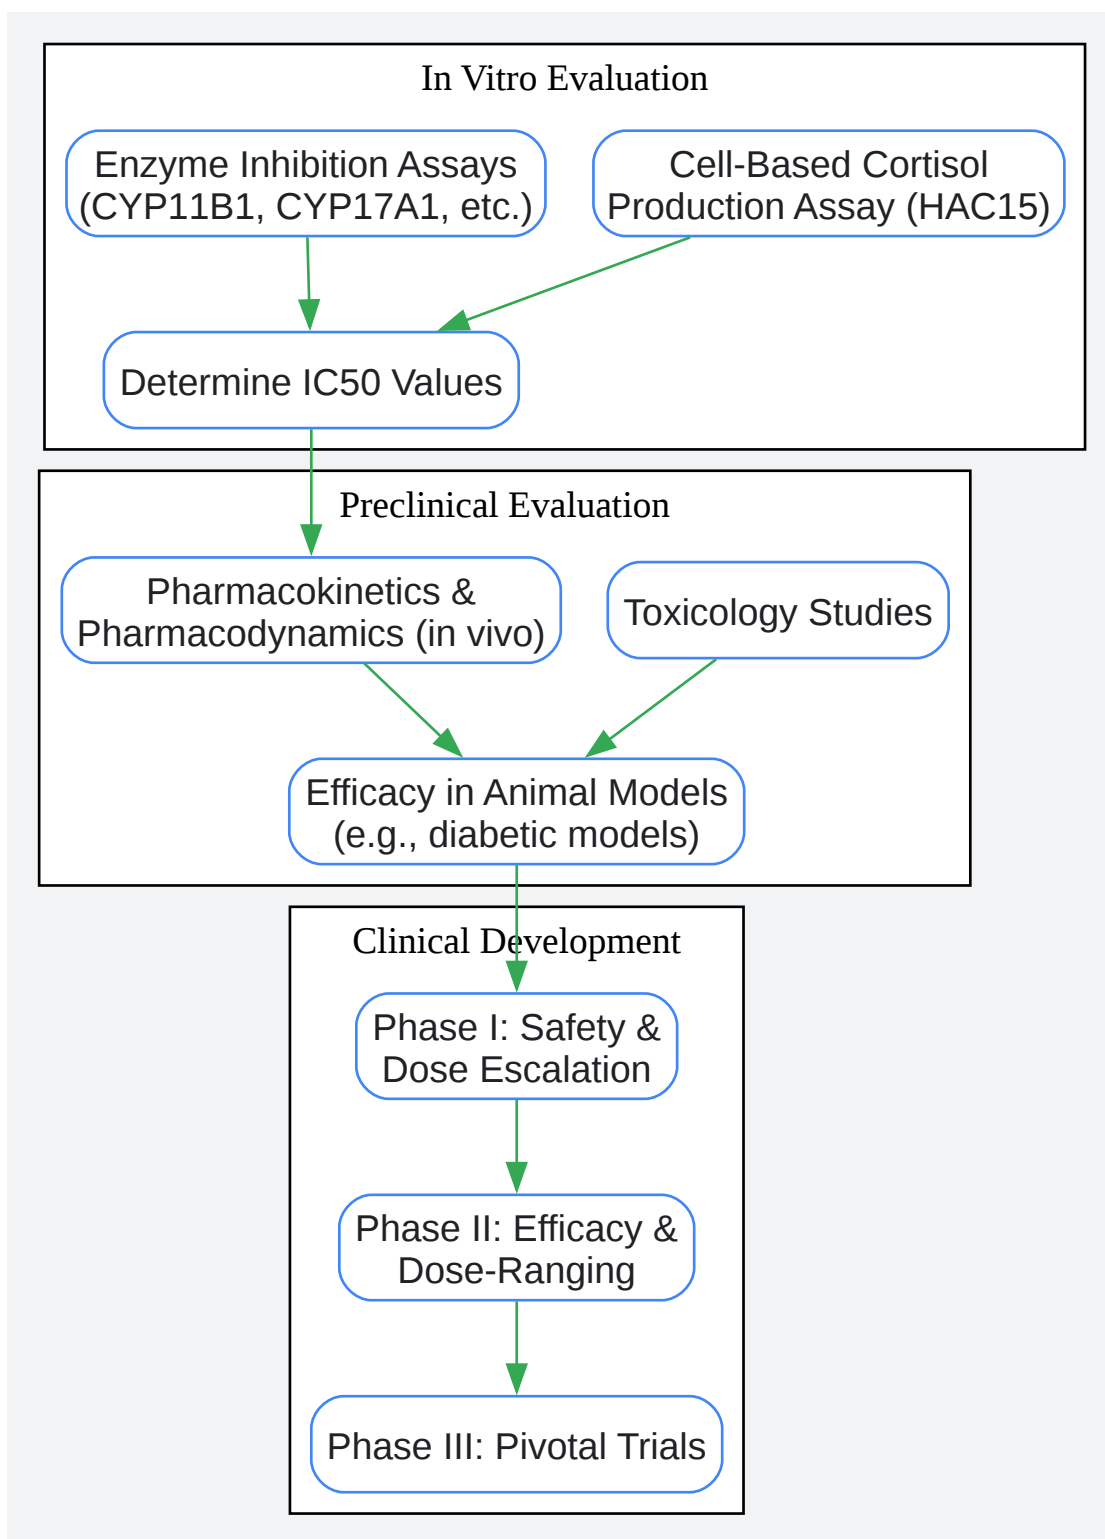 In Vitro Evaluation
Enzyme Inhibition Assays
(CYP11B1, CYP17A1, etc.)
Cell-Based Cortisol
Production Assay (HAC15)
Determine IC50 Values
Preclinical Evaluation
Pharmacokinetics &
Pharmacodynamics (in vivo)
Toxicology Studies
Efficacy in Animal Models
(e.g., diabetic models)
Clinical Development
Phase I: Safety &
Dose Escalation
Phase II: Efficacy &
Dose-Ranging
Phase III: Pivotal Trials